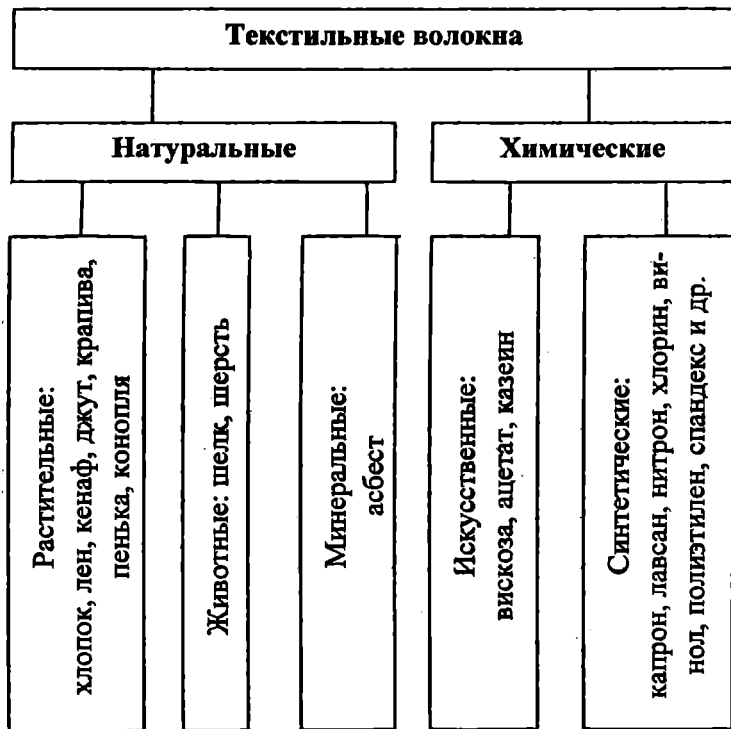 Текстильные волокна
Натуральные
Химические
Растительные:
хлопок, лен, кенаф, джут, крапива,
пенька, конопля
Животные: шелк, шерсть
Минеральные:
асбест
Искусственные:
вискоза, ацетат, казеин
Синтетические:
капрон, лавсан, нитрон, хлорин, ви-
нол, полиэтилен, спандекс и др.